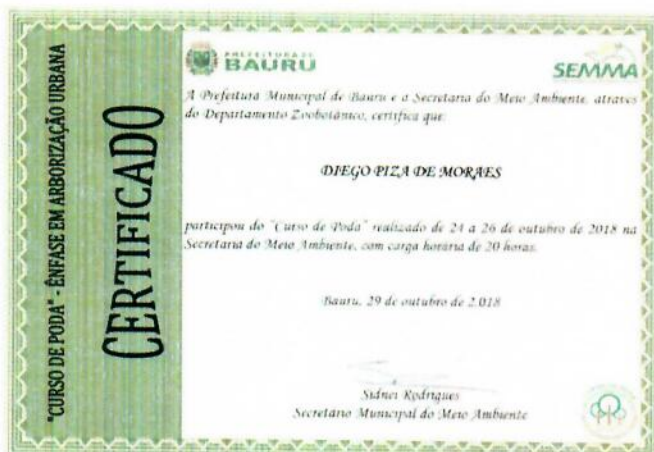 "CURSO DE PODA" - ÊNFASE EM ARBORIZAÇÃO URBANA
CERTIFICADO
PREFEITURA DE
BAURU
SEMMA
A Prefeitura Municipal de Bauru e a Secretaria do Meio Ambiente, através
do Departamento Zoobotânico, certifica que:
DIEGO PIZA DE MORAES
participou do "Curso de Poda" realizado de 24 a 26 de outubro de 2018 na
Secretaria do Meio Ambiente, com carga horária de 20 horas.
Bauru, 29 de outubro de 2.018
Sidnei Rodrigues
Secretário Municipal do Meio Ambiente